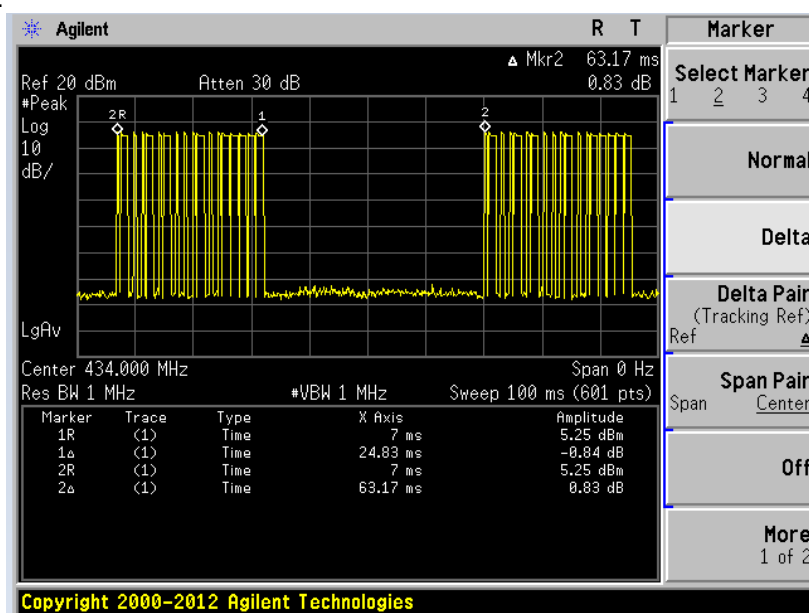 Agilent R T Marker
▵ Mkr2 63.17 ms
Ref 20 dBm Atten 30 dB 0.83 dB
#Peak
Log
10
dB/
2R
1
2
LgAv
Center 434.000 MHz Span 0 Hz
Res BW 1 MHz #VBW 1 MHz Sweep 100 ms (601 pts)
Marker Trace Type X Axis Amplitude
1R (1) Time 7 ms 5.25 dBm
1▵ (1) Time 24.83 ms -0.84 dB
2R (1) Time 7 ms 5.25 dBm
2▵ (1) Time 63.17 ms 0.83 dB
Select Marker
1 2 3 4
Normal
Delta
Delta Pair
(Tracking Ref)
Ref ▵
Span Pair
Span Center
Off
More
1 of 2
Copyright 2000-2012 Agilent Technologies